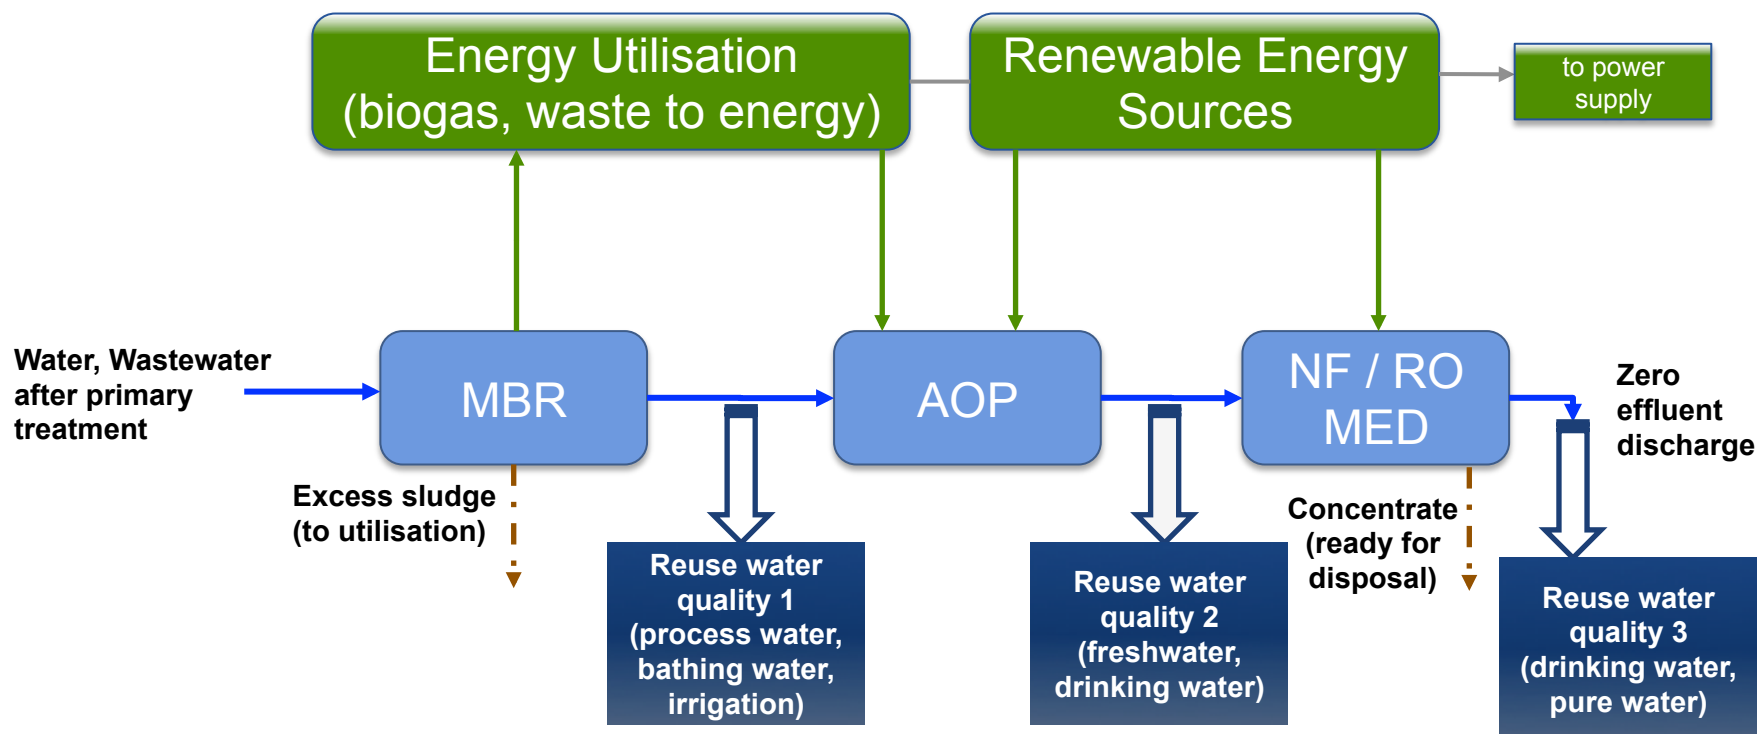 Energy Utilisation
(biogas, waste to energy)
Renewable Energy
Sources
to power
supply
Water, Wastewater
after primary
treatment
MBR
AOP
NF / RO
MED
Zero
effluent
discharge
Excess sludge
(to utilisation)
Concentrate
(ready for
disposal)
Reuse water
quality 1
(process water,
bathing water,
irrigation)
Reuse water
quality 2
(freshwater,
drinking water)
Reuse water
quality 3
(drinking water,
pure water)